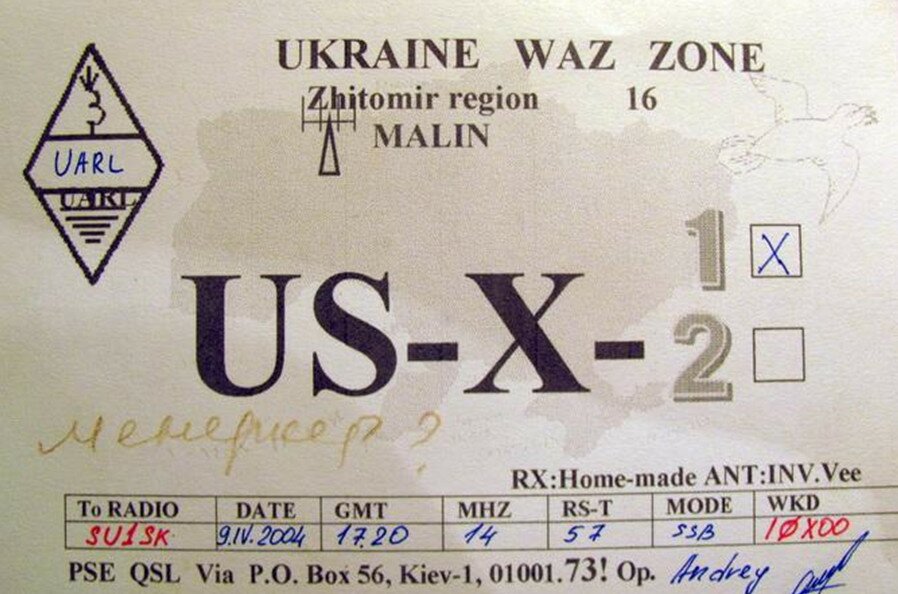 UKRAINE WAZ ZONE
Zhitomir region 16
MALIN
UARL
UARL
US-X-
1 X
2
Менеджер?
RX:Home-made ANT:INV.Vee
To RADIO DATE GMT MHZ RS-T MODE WKD
SU1SK 9.IV.2004 17.20 14 57 SSB IØXOO
PSE QSL Via P.O. Box 56, Kiev-1, 01001.73! Op. Andrey